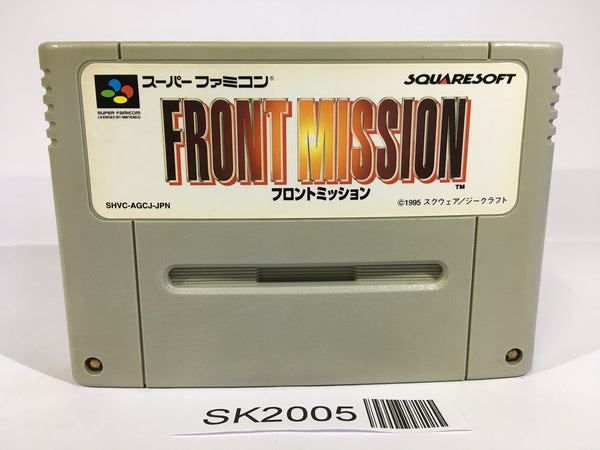 スーパーファミコン®
SQUARESOFT
SUPER FAMICOM
LICENSED BY NINTENDO
FRONT MISSION™
フロントミッション
SHVC-AGCJ-JPN
©1995 スクウェア/ジークラフト
SK2005